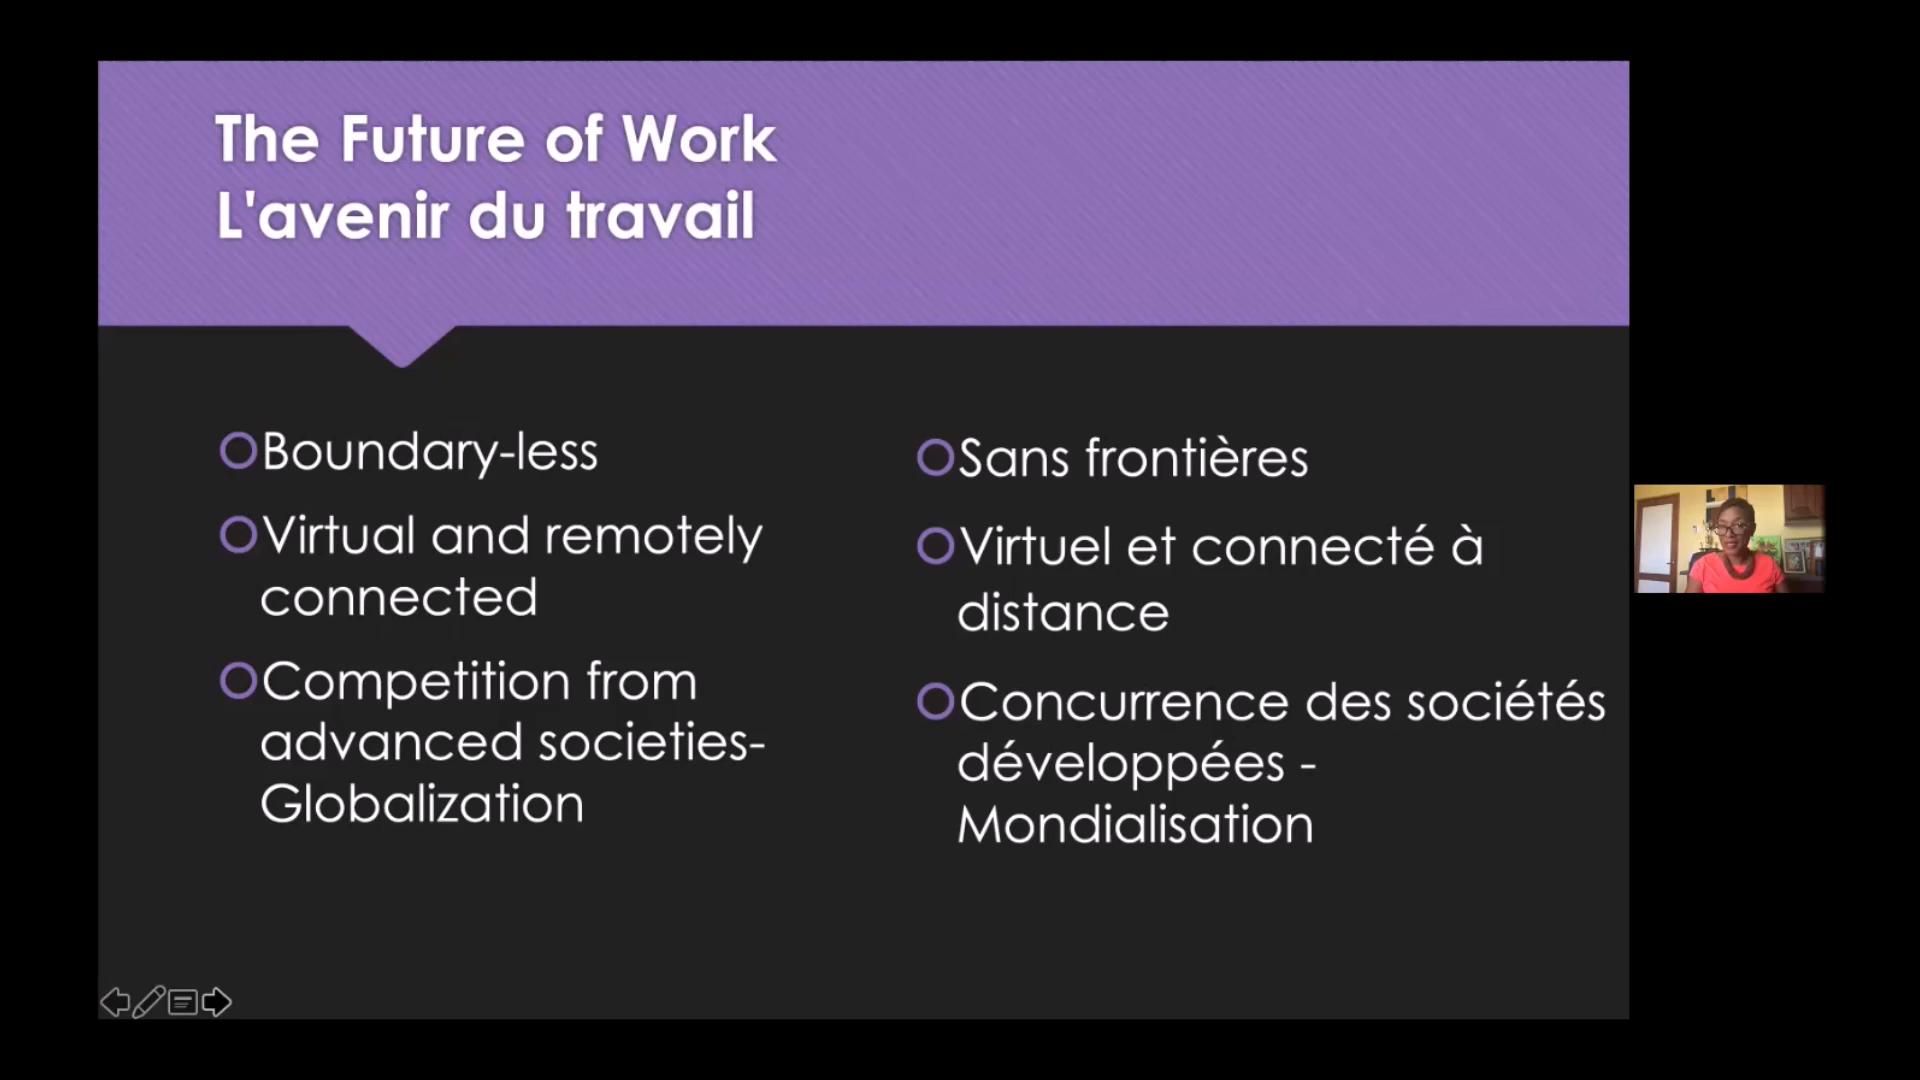 The Future of Work
L'avenir du travail
Boundary-less
Virtual and remotely
connected
Competition from
advanced societies-
Globalization
Sans frontières
Virtuel et connecté à
distance
Concurrence des sociétés
développées -
Mondialisation